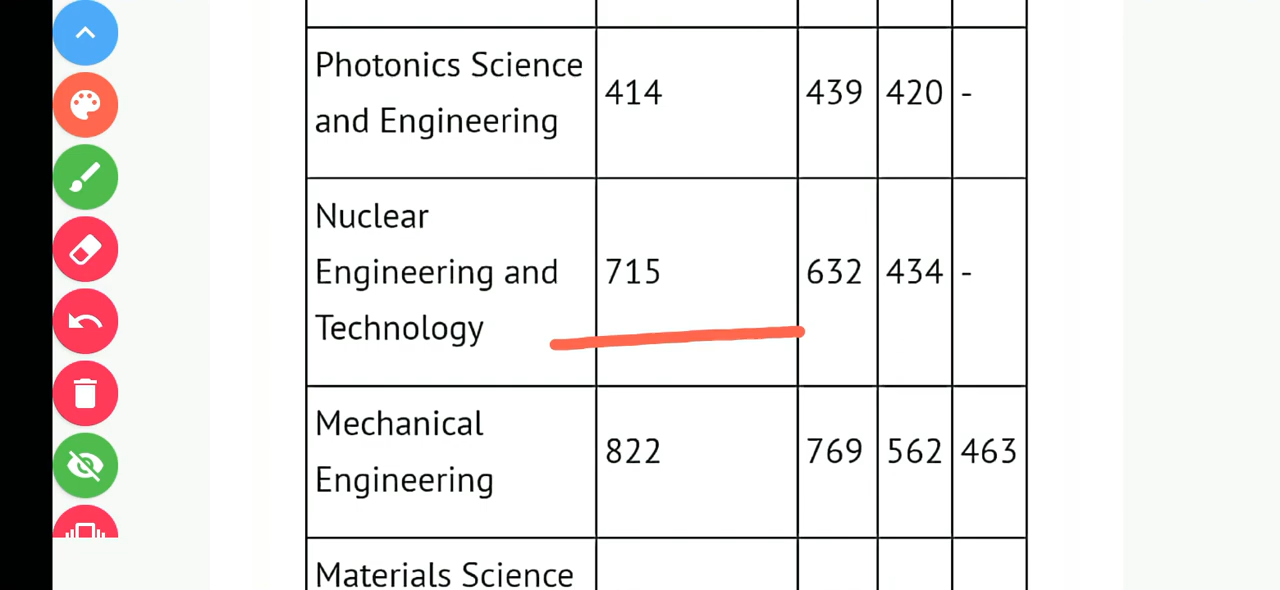 Photonics Science
and Engineering
414
439
420
-
Nuclear
Engineering and
Technology
715
632
434
-
Mechanical
Engineering
822
769
562
463
Materials Science